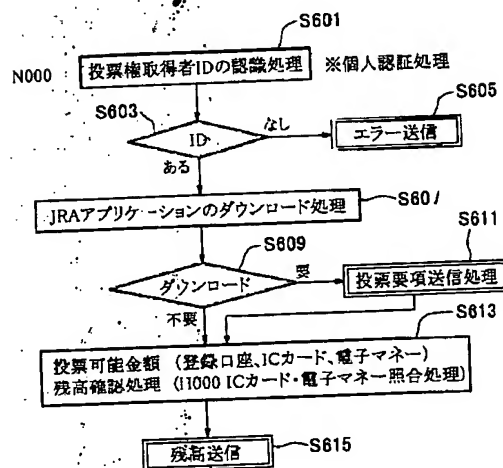 S601
N000 投票権取得者IDの認識処理 ※個人認証処理
S603
S605
ID
なし
エラー送信
ある
S607
JRAアプリケーションのダウンロード処理
S609
S611
ダウンロード
要
投票要項送信処理
不要
S613
投票可能金額 (登録口座、ICカード、電子マネー)
残高確認処理 (H000 ICカード・電子マネー照合処理)
残高送信
S615